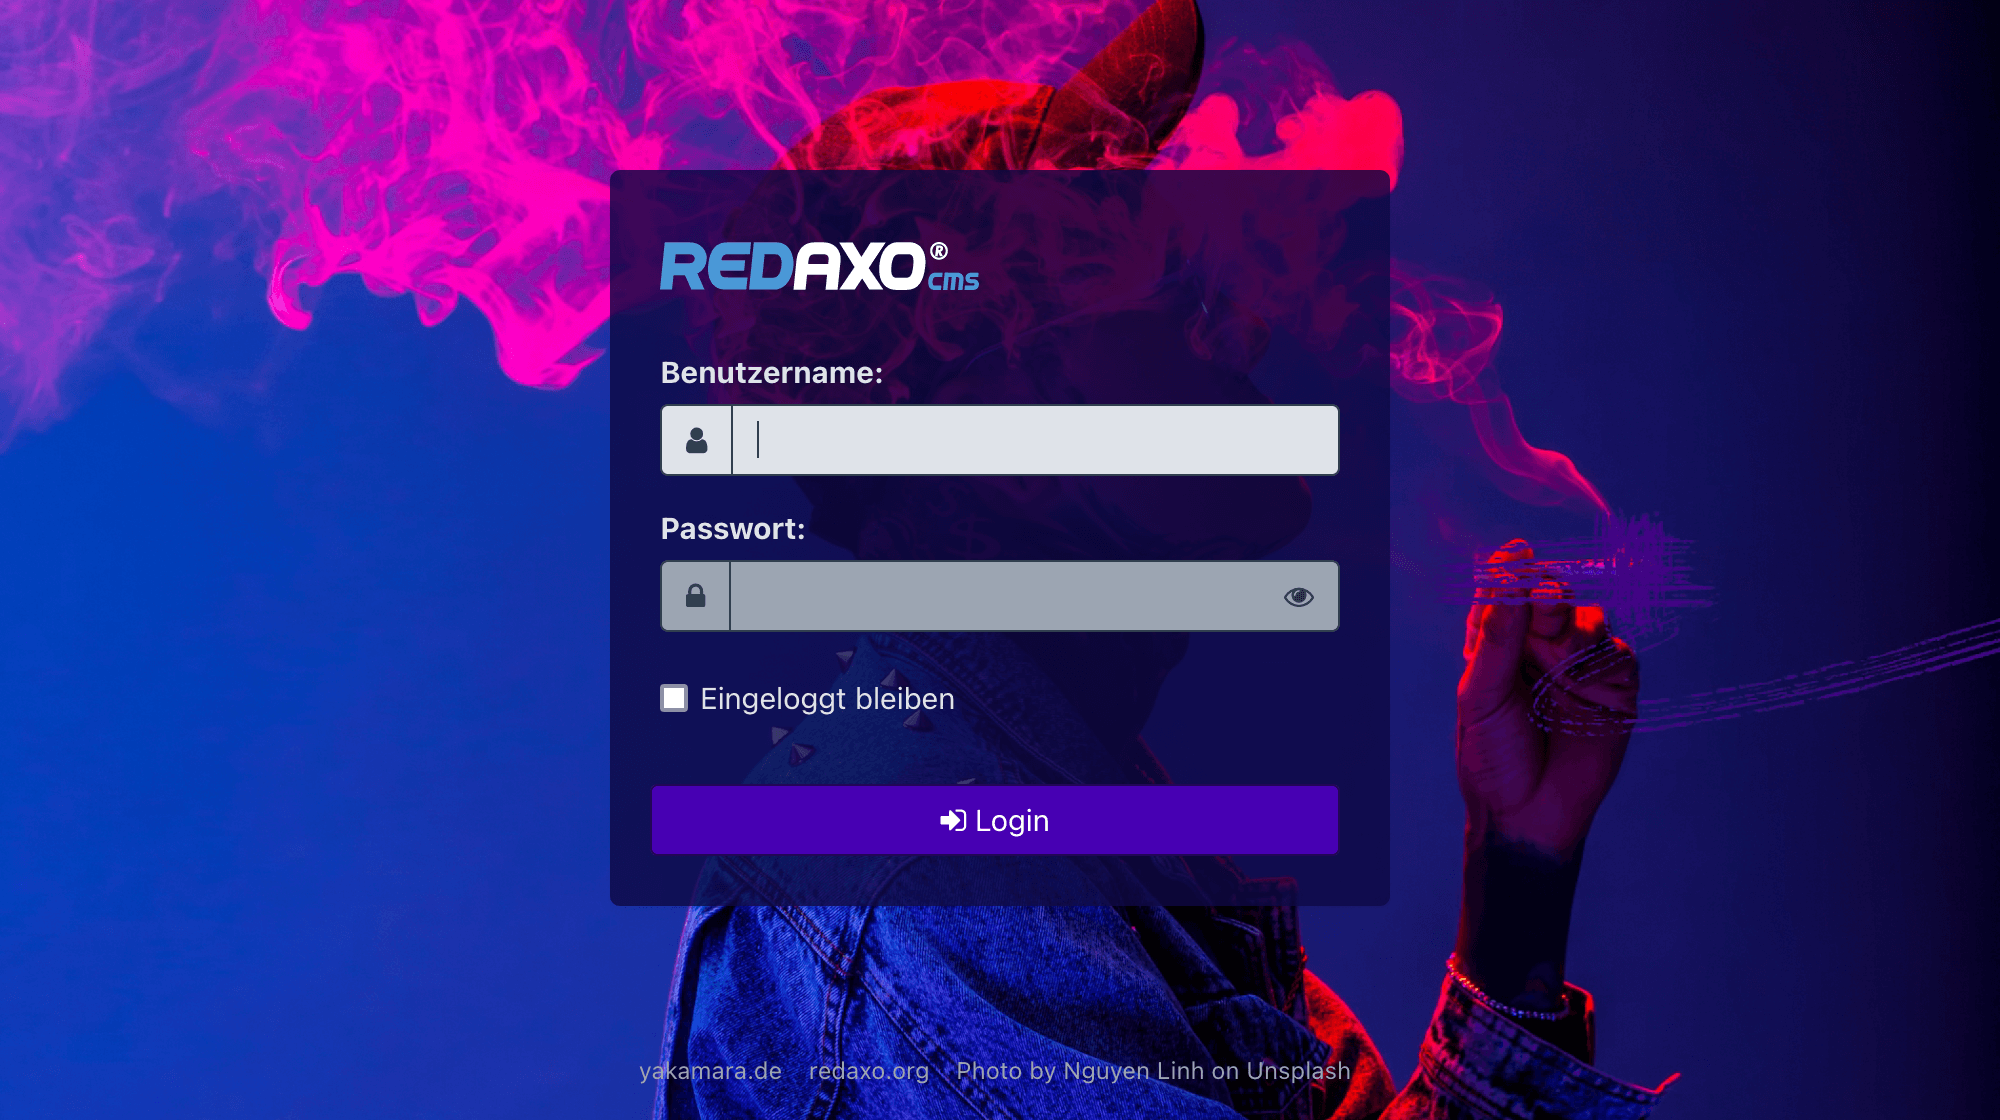 REDAXO® cms
Benutzername:
Passwort:
Eingeloggt bleiben
Login
yakamara.de redaxo.org Photo by Nguyen Linh on Unsplash